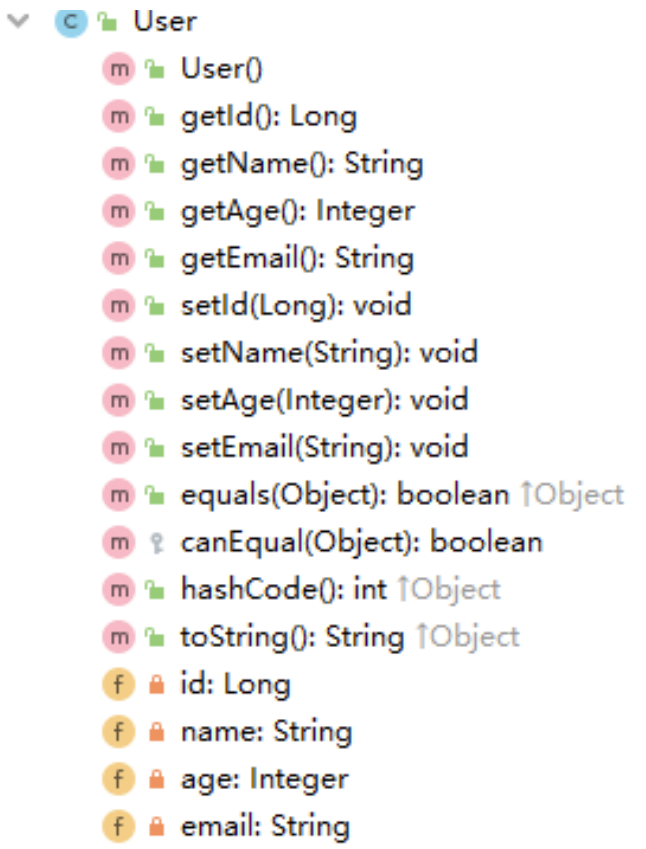 C User
m User()
m getId(): Long
m getName(): String
m getAge(): Integer
m getEmail(): String
m setId(Long): void
m setName(String): void
m setAge(Integer): void
m setEmail(String): void
m equals(Object): boolean ↑Object
m canEqual(Object): boolean
m hashCode(): int ↑Object
m toString(): String ↑Object
f id: Long
f name: String
f age: Integer
f email: String